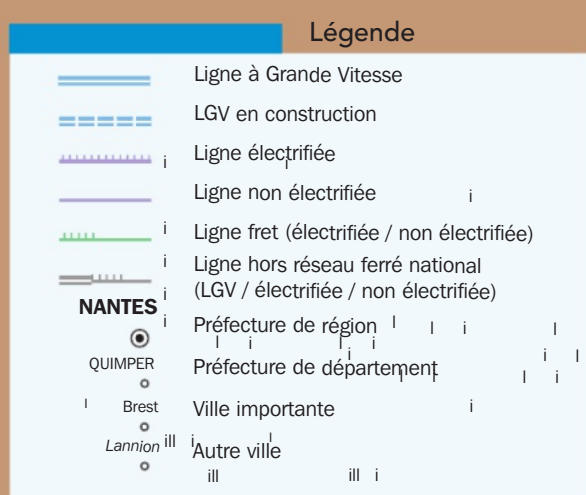 Légende
Ligne à Grande Vitesse
LGV en construction
Ligne électrifiée
Ligne non électrifiée
Ligne fret (électrifiée / non électrifiée)
Ligne hors réseau ferré national
(LGV / électrifiée / non électrifiée)
NANTES
Préfecture de région
QUIMPER
Préfecture de département
Brest
Ville importante
Lannion
Autre ville